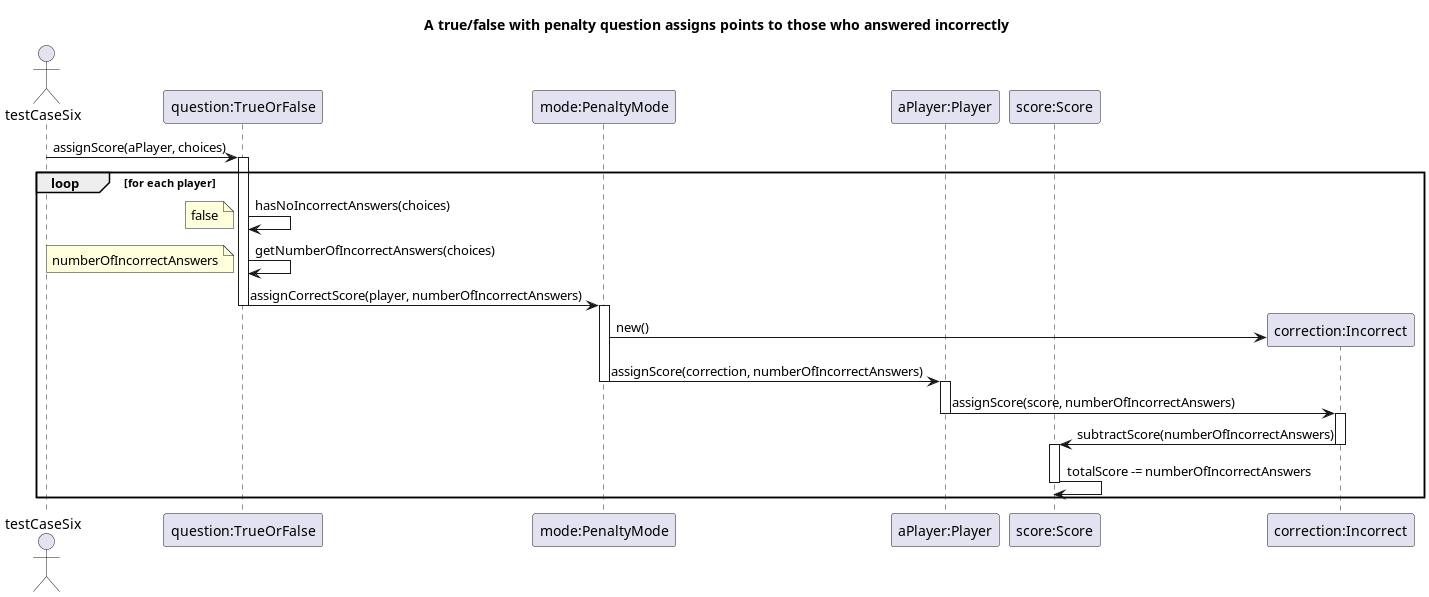 A true/false with penalty question assigns points to those who answered incorrectly
testCaseSix
question:TrueOrFalse
mode:PenaltyMode
aPlayer:Player
score:Score
assignScore(aPlayer, choices)
loop
[for each player]
hasNoIncorrectAnswers(choices)
false
getNumberOfIncorrectAnswers(choices)
numberOfIncorrectAnswers
assignCorrectScore(player, numberOfIncorrectAnswers)
new()
correction:Incorrect
assignScore(correction, numberOfIncorrectAnswers)
assignScore(score, numberOfIncorrectAnswers)
subtractScore(numberOfIncorrectAnswers)
totalScore -= numberOfIncorrectAnswers
testCaseSix
question:TrueOrFalse
mode:PenaltyMode
aPlayer:Player
score:Score
correction:Incorrect